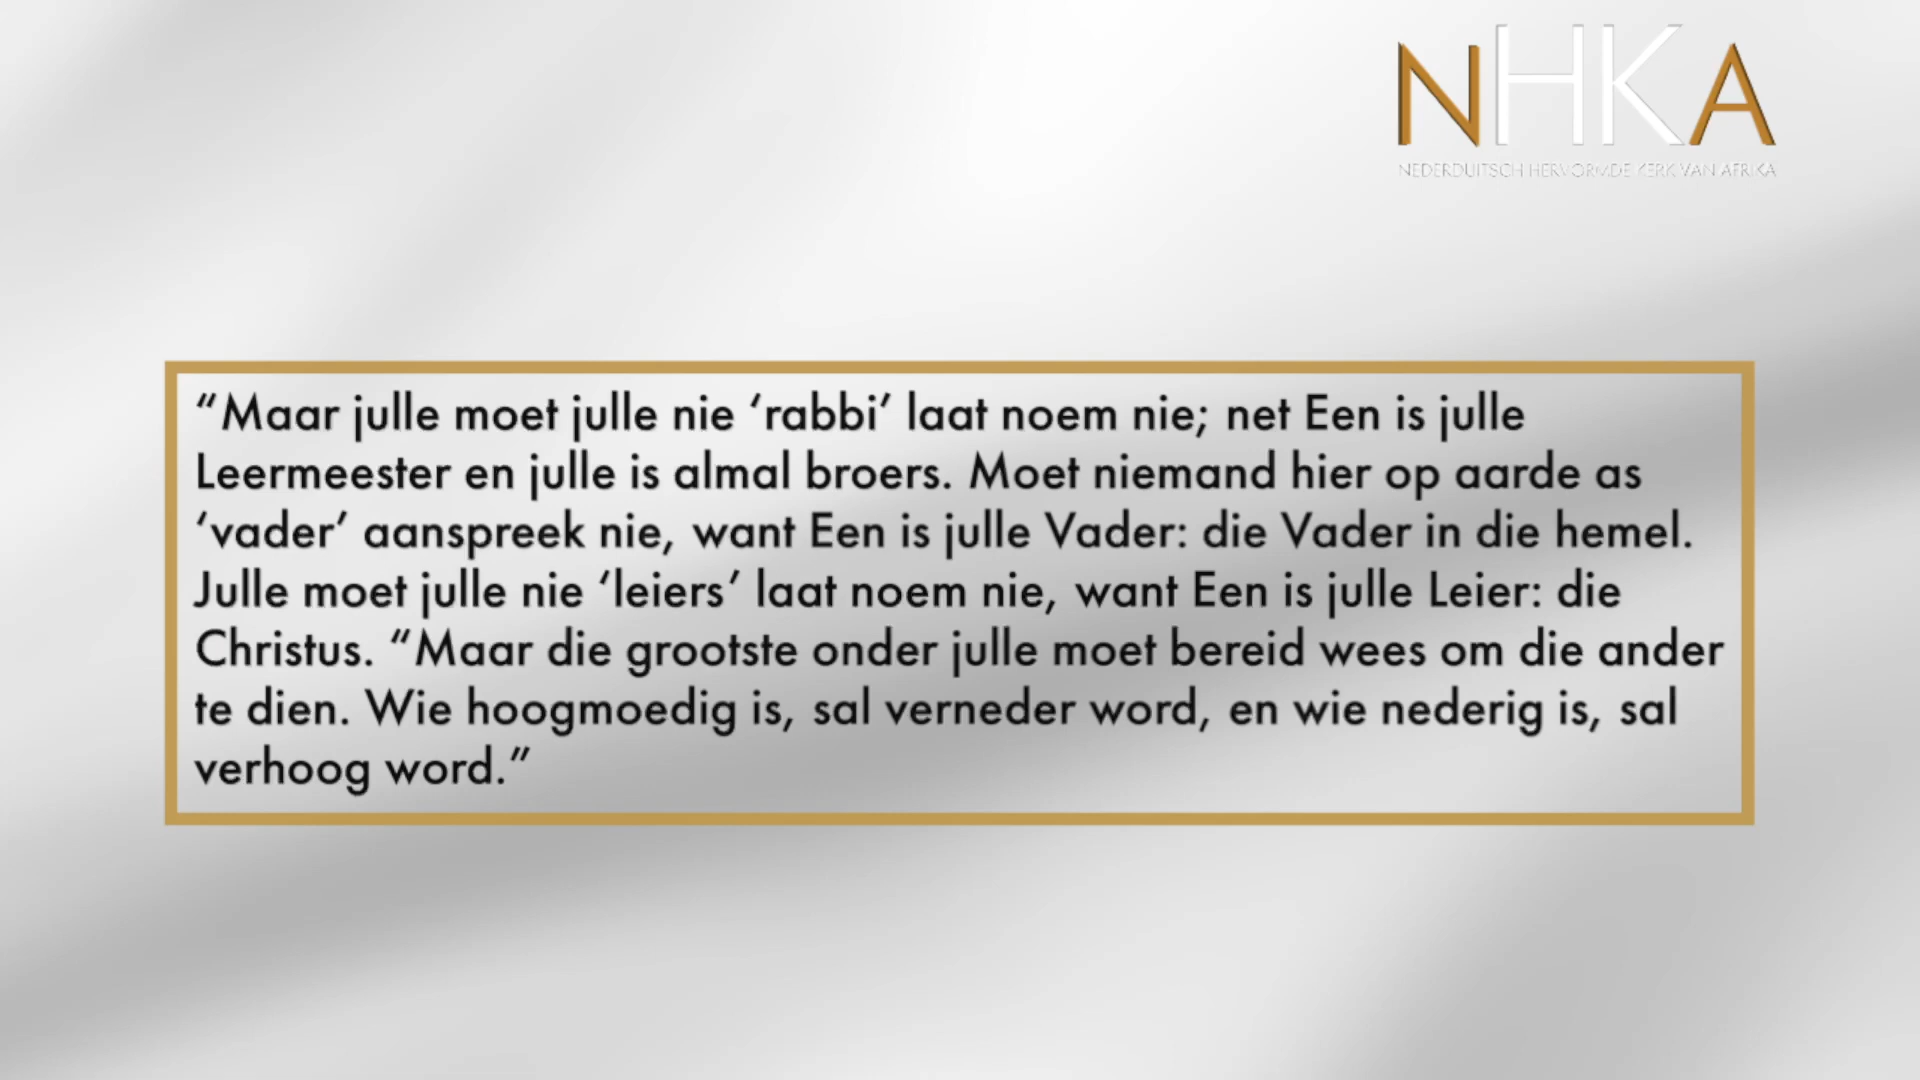 NHKA
NEDERDUITSCH HERVORMDE KERK VAN AFRIKA
“Maar julle moet julle nie ‘rabbi’ laat noem nie; net Een is julle
Leermeester en julle is almal broers. Moet niemand hier op aarde as
‘vader’ aanspreek nie, want Een is julle Vader: die Vader in die hemel.
Julle moet julle nie ‘leiers’ laat noem nie, want Een is julle Leier: die
Christus. “Maar die grootste onder julle moet bereid wees om die ander
te dien. Wie hoogmoedig is, sal verneder word, en wie nederig is, sal
verhoog word.”